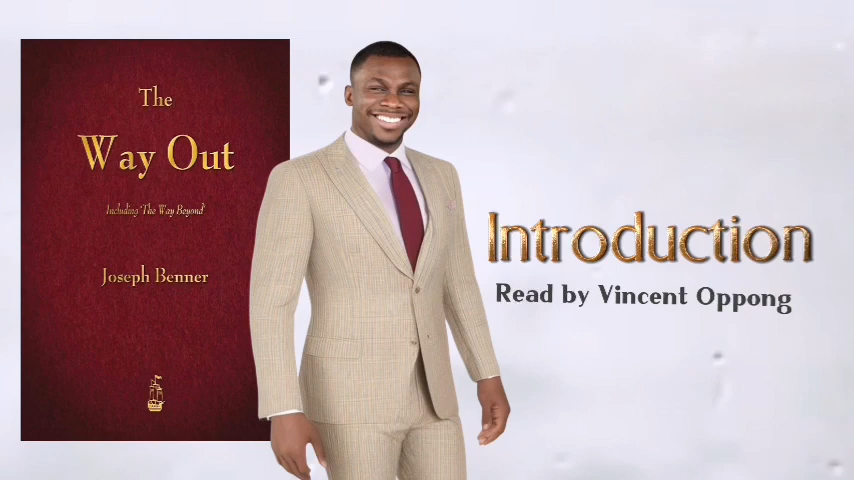 The
Way Out
Including 'The Way Beyond'
Joseph Benner
Introduction
Read by Vincent Oppong